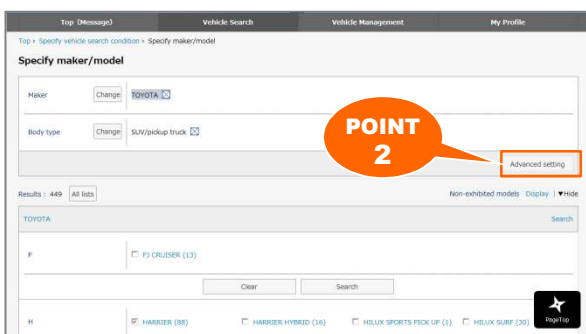 Top (Message) Vehicle Search Vehicle Management My Profile
Top › Specify vehicle search condition › Specify maker/model
Specify maker/model
Maker Change TOYOTA
Body type Change SUV/pickup truck
POINT
2
Advanced setting
Results : 449 All lists Non-exhibited models Display | ▼Hide
TOYOTA Search
F FJ CRUISER (13)
Clear Search
H HARRIER (88) HARRIER HYBRID (16) HILUX SPORTS PICK UP (1) HILUX SURF (30)
PageTop